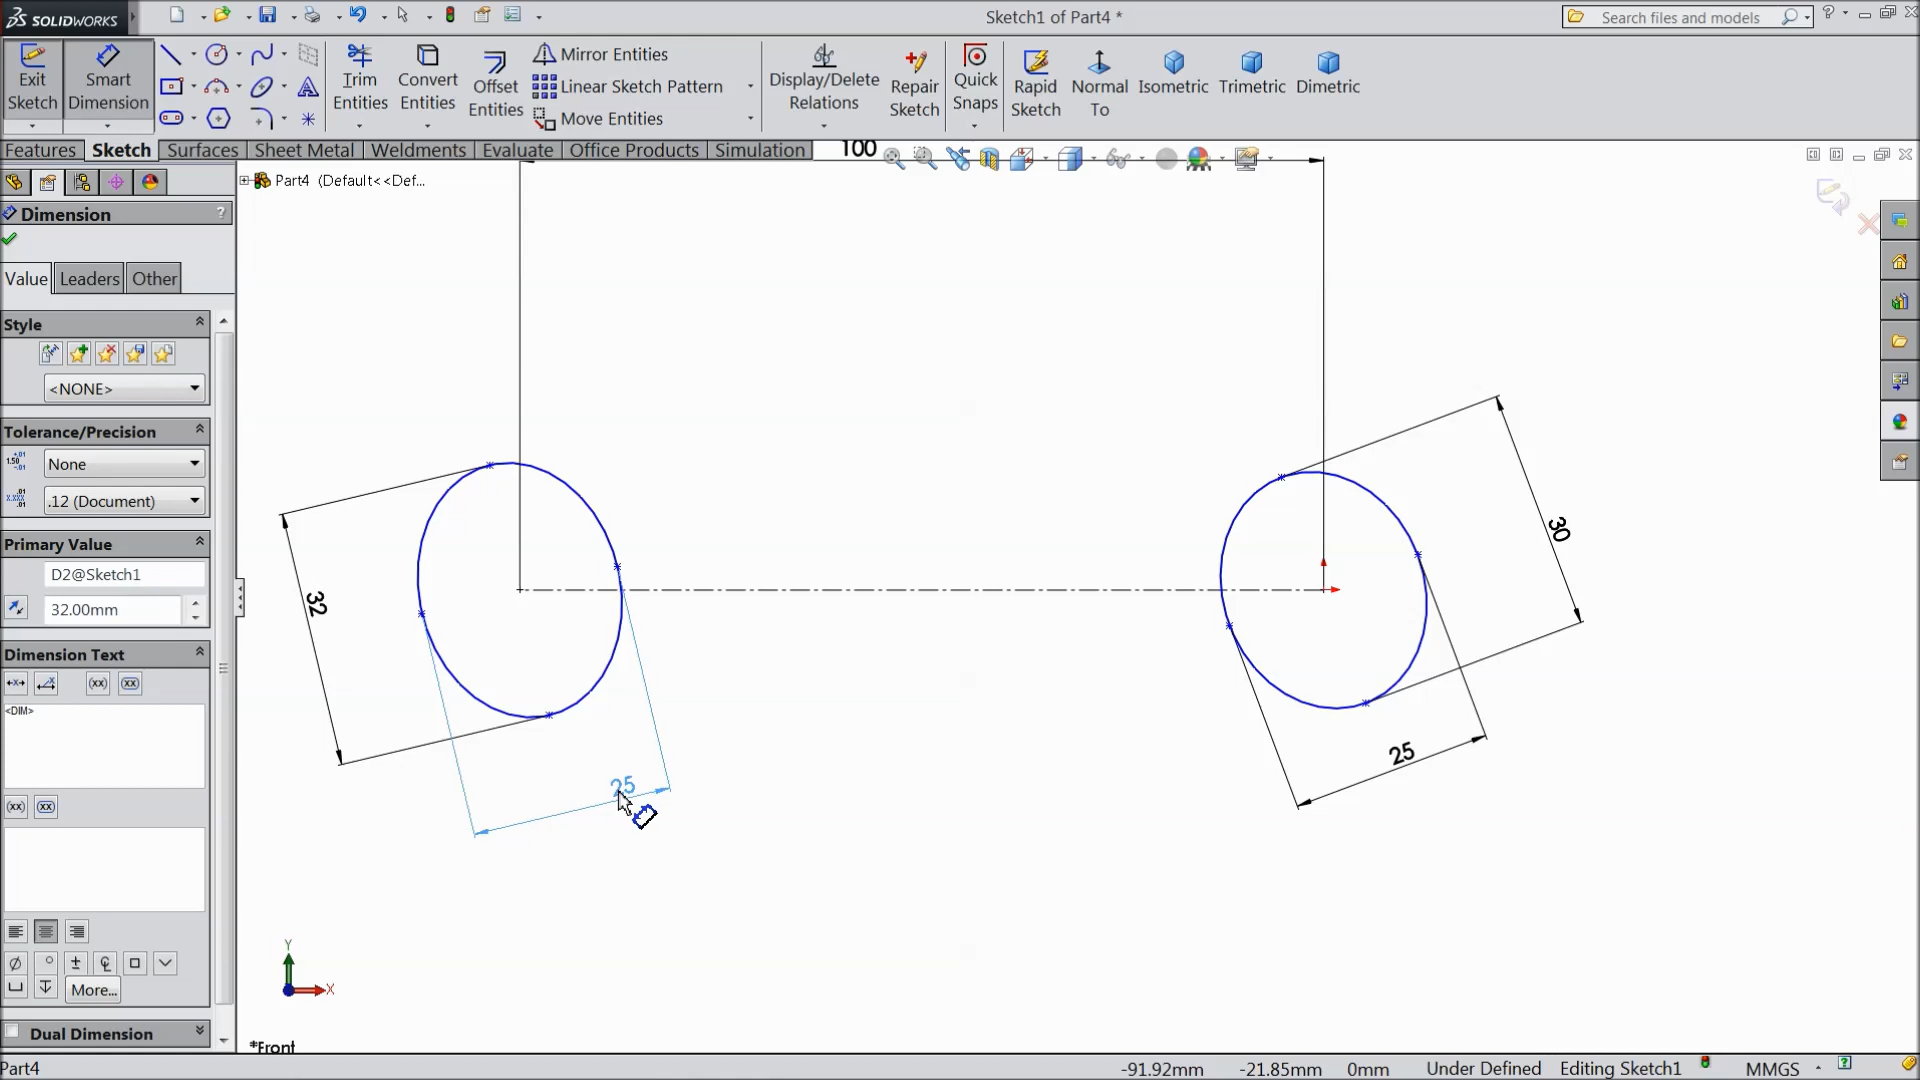 SOLIDWORKS
Sketch1 of Part4 *
Search files and models
?
Exit Sketch
Smart Dimension
Trim Entities
Convert Entities
Offset Entities
Mirror Entities
Linear Sketch Pattern
Move Entities
Display/Delete Relations
Repair Sketch
Quick Snaps
Rapid Sketch
Normal To
Isometric
Trimetric
Dimetric
Features
Sketch
Surfaces
Sheet Metal
Weldments
Evaluate
Office Products
Simulation
100
Part4 (Default<<Def...
Dimension
?
Value
Leaders
Other
Style
<NONE>
Tolerance/Precision
None
.12 (Document)
Primary Value
D2@Sketch1
32.00mm
Dimension Text
(xx)
(xx)
<DIM>
(xx)
(xx)
More...
Dual Dimension
32
25
30
25
Y
X
*Front
Part4
-91.92mm
-21.85mm
0mm
Under Defined
Editing Sketch1
MMGS
?